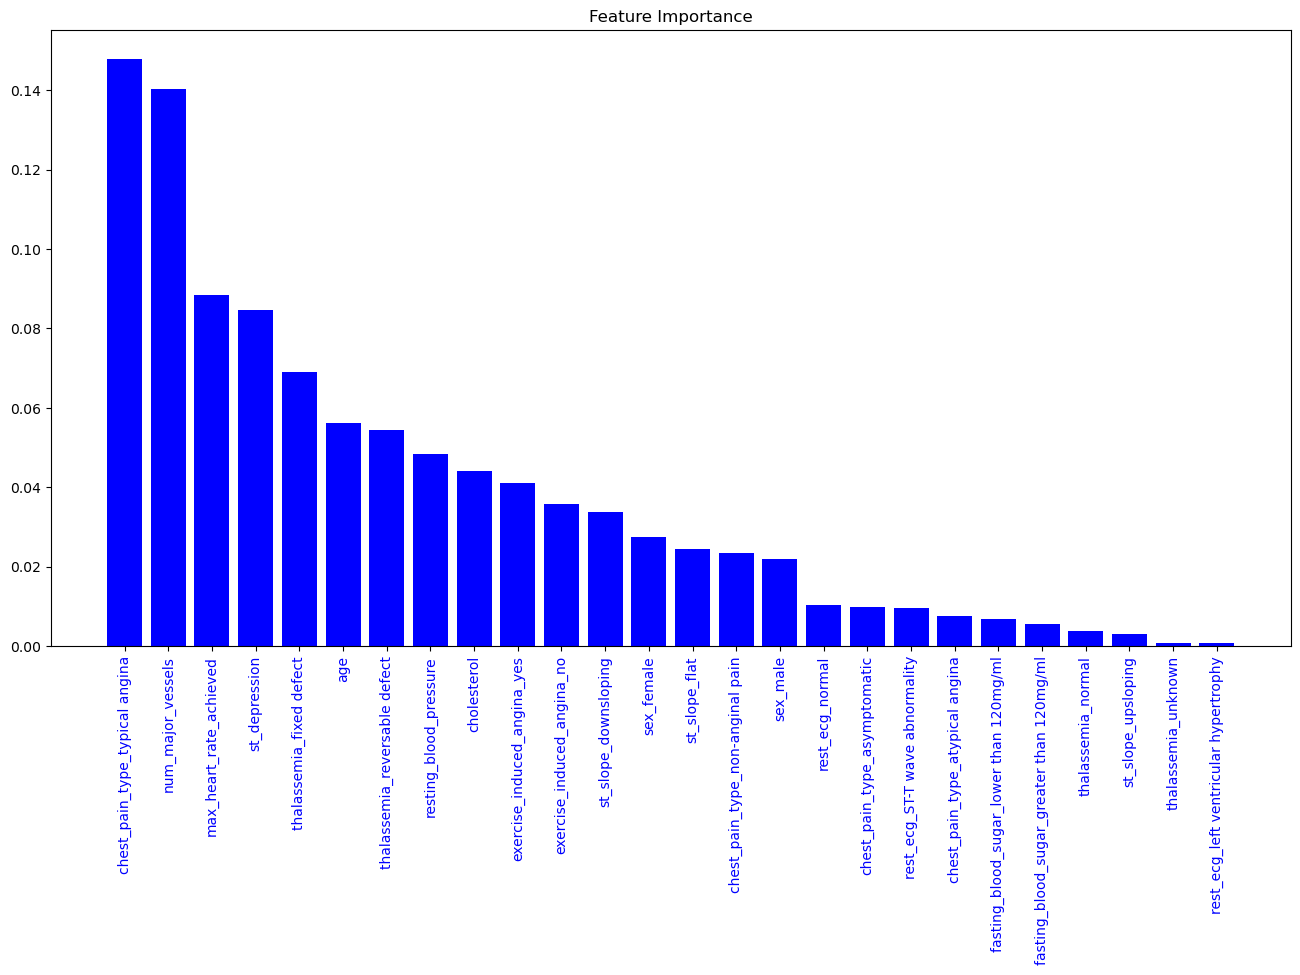 Feature Importance
0.14
0.12
0.10
0.08
0.06
0.04
0.02
0.00
chest_pain_type_typical angina
num_major_vessels
max_heart_rate_achieved
st_depression
thalassemia_fixed defect
age
thalassemia_reversable defect
resting_blood_pressure
cholesterol
exercise_induced_angina_yes
exercise_induced_angina_no
st_slope_downsloping
sex_female
st_slope_flat
chest_pain_type_non-anginal pain
sex_male
rest_ecg_normal
chest_pain_type_asymptomatic
rest_ecg_ST-T wave abnormality
chest_pain_type_atypical angina
fasting_blood_sugar_lower than 120mg/ml
fasting_blood_sugar_greater than 120mg/ml
thalassemia_normal
st_slope_upsloping
thalassemia_unknown
rest_ecg_left ventricular hypertrophy